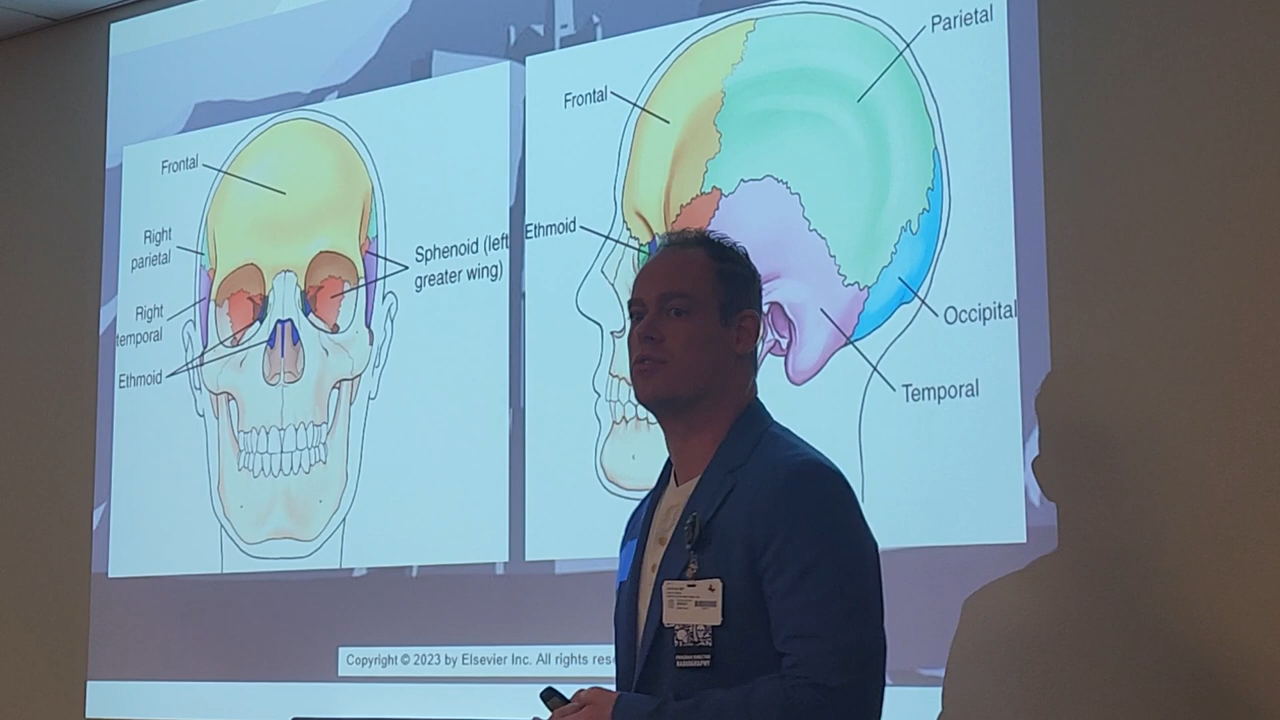 Frontal
Right
parietal
Right
temporal
Ethmoid
Sphenoid (left
greater wing)
Frontal
Parietal
Ethmoid
Occipital
Temporal
Copyright © 2023 by Elsevier Inc. All rights
RADIOGRAPHY